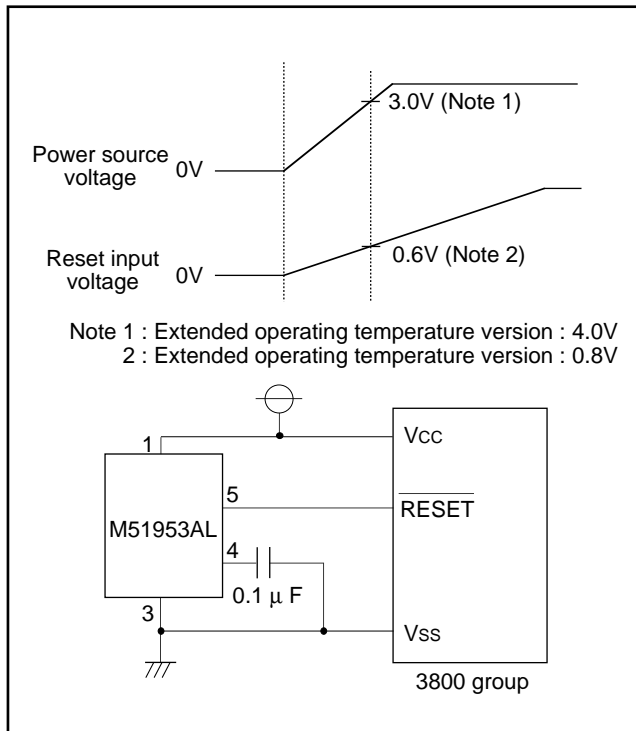 3.0V (Note 1)
Power source
voltage
0V
0.6V (Note 2)
Reset input
voltage
0V
Note 1 : Extended operating temperature version : 4.0V
2 : Extended operating temperature version : 0.8V
1
VCC
5
RESET
M51953AL
4
0.1 μ F
3
VSS
3800 group